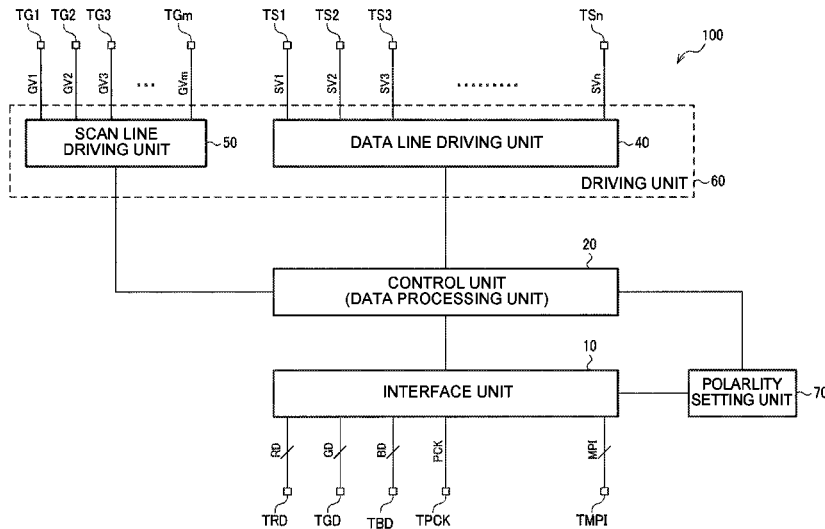 TG1 TG2 TG3 TGm TS1 TS2 TS3 TSn
100
GV1 GV2 GV3 ... GVm SV1 SV2 SV3 ......... SVn
SCAN LINE
DRIVING UNIT
50
DATA LINE DRIVING UNIT
40
DRIVING UNIT
60
20
CONTROL UNIT
(DATA PROCESSING UNIT)
10
INTERFACE UNIT
POLARLITY
SETTING UNIT
70
RD GD BD PCK MPI
TRD TGD TBD TPCK TMPI